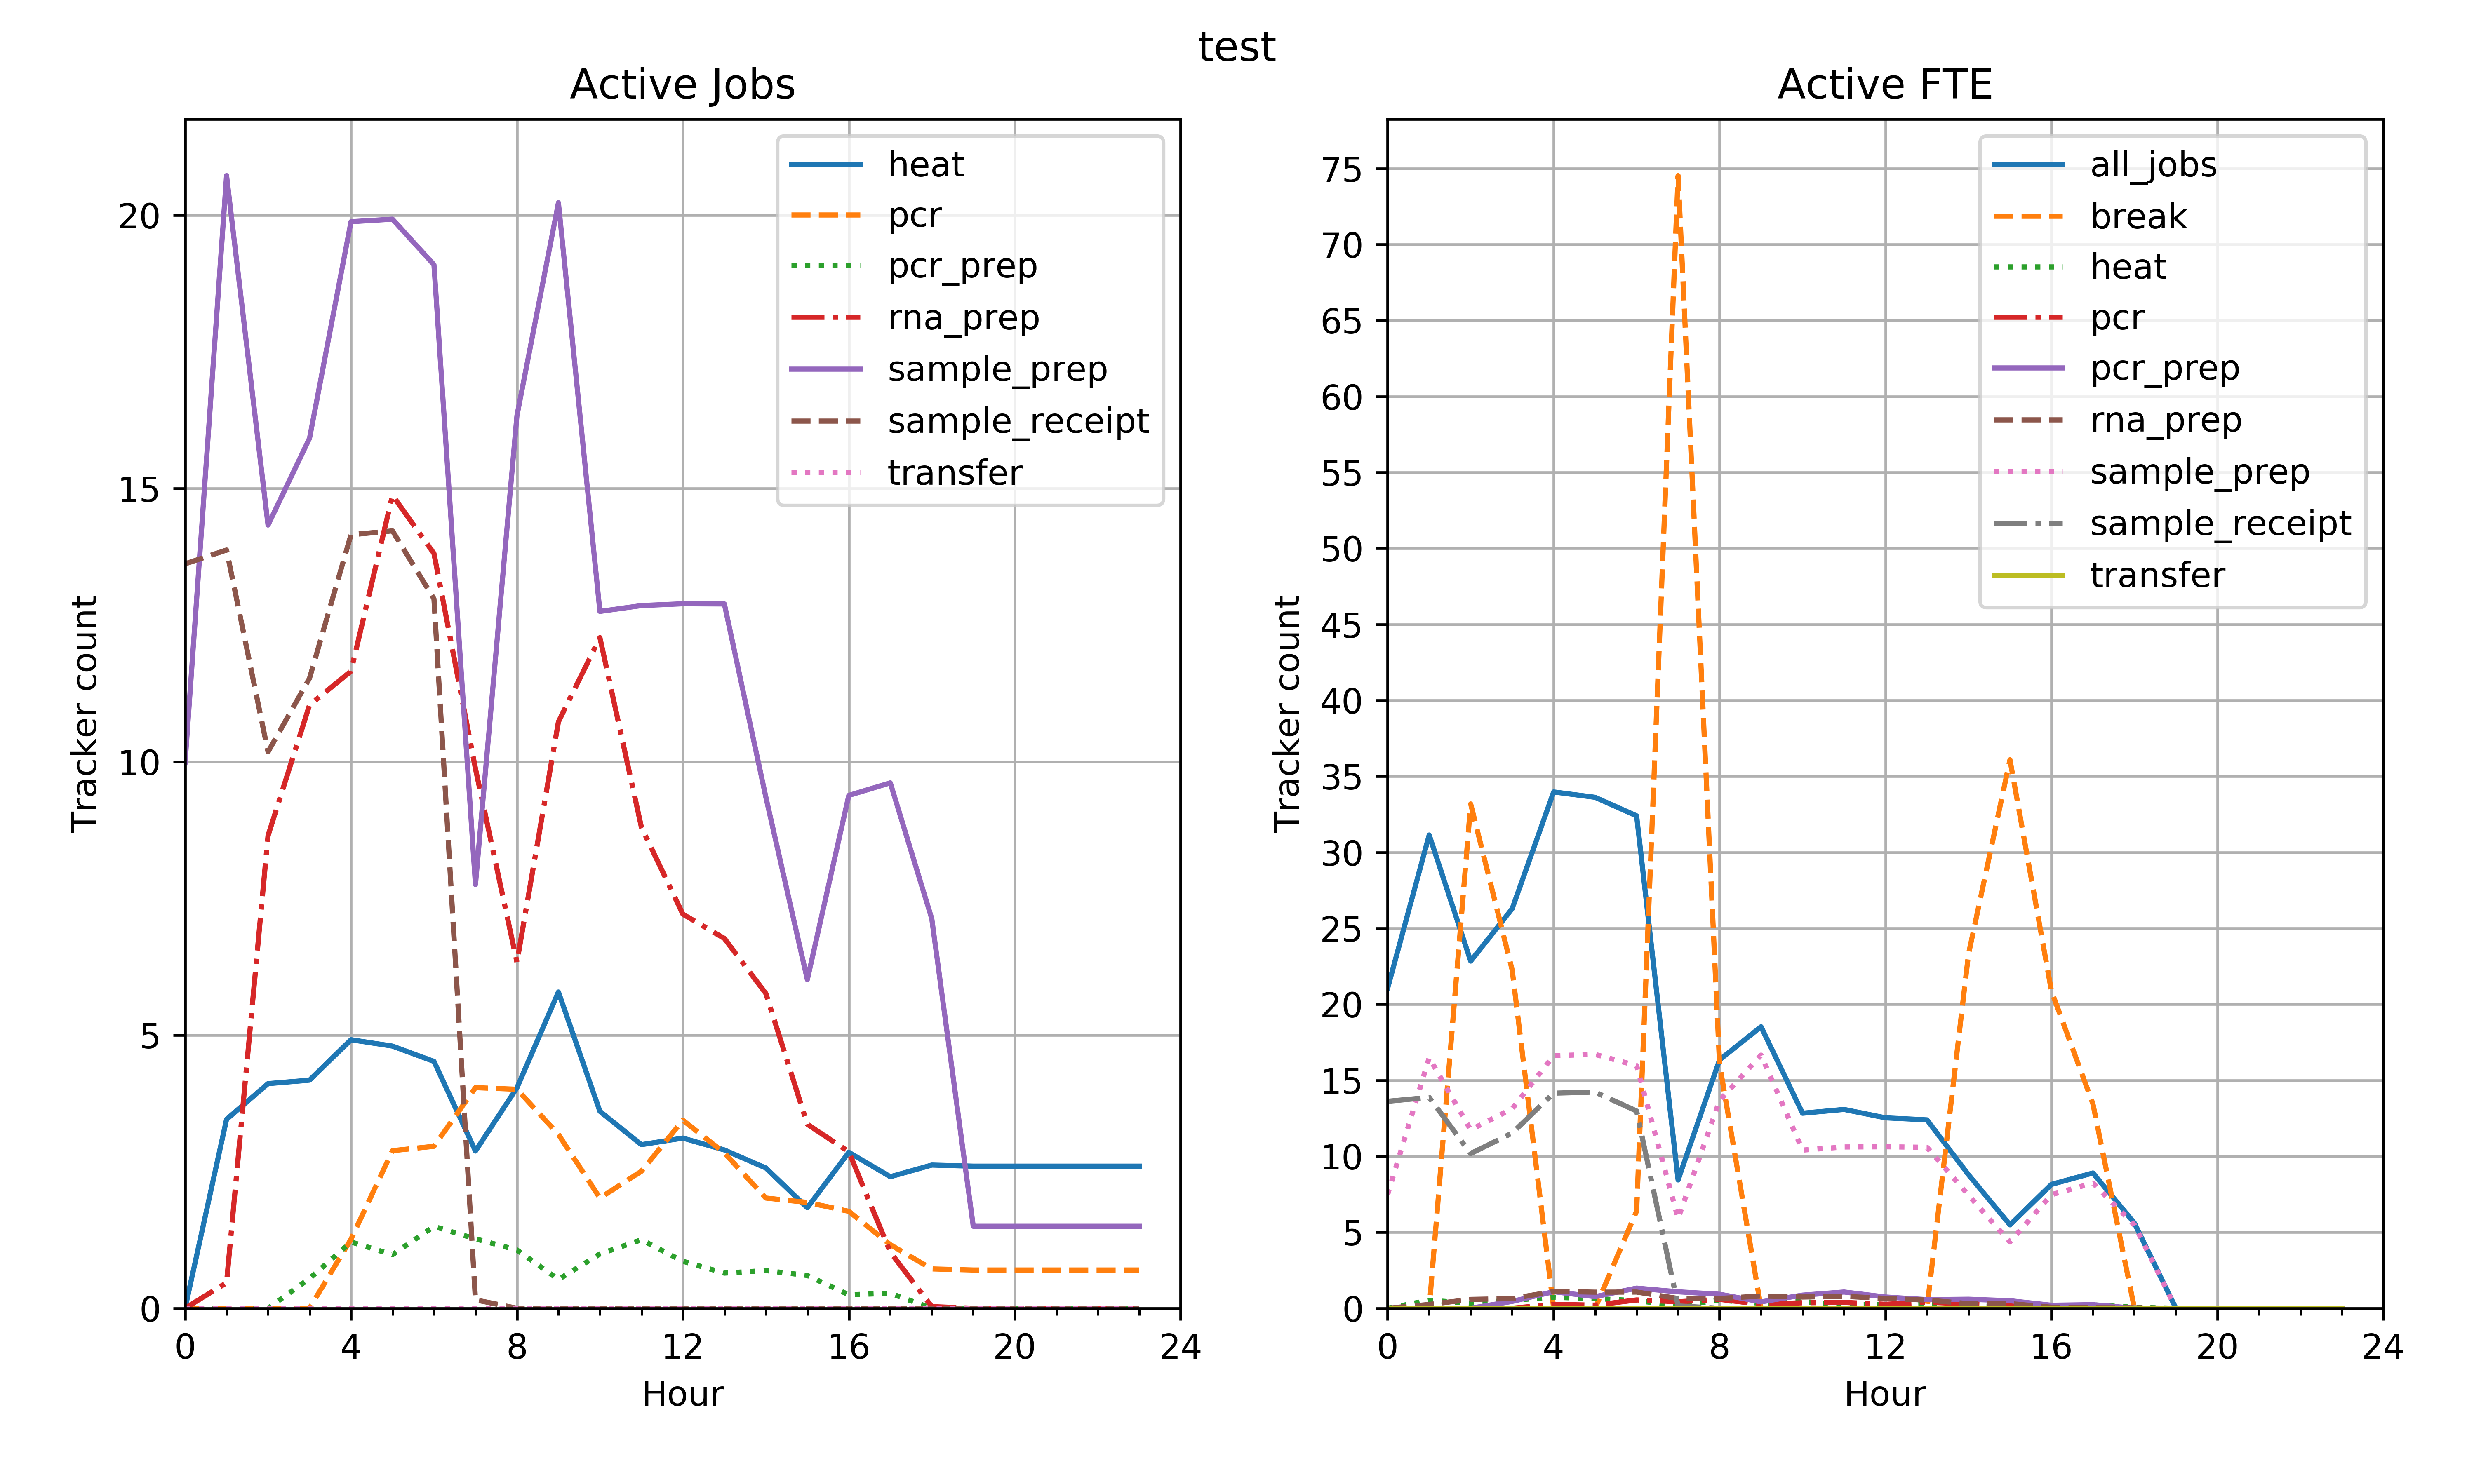 test
Active Jobs
Tracker count
20
15
10
5
0
0 4 8 12 16 20 24
Hour
heat
pcr
pcr_prep
rna_prep
sample_prep
sample_receipt
transfer
Active FTE
Tracker count
75
70
65
60
55
50
45
40
35
30
25
20
15
10
5
0
0 4 8 12 16 20 24
Hour
all_jobs
break
heat
pcr
pcr_prep
rna_prep
sample_prep
sample_receipt
transfer